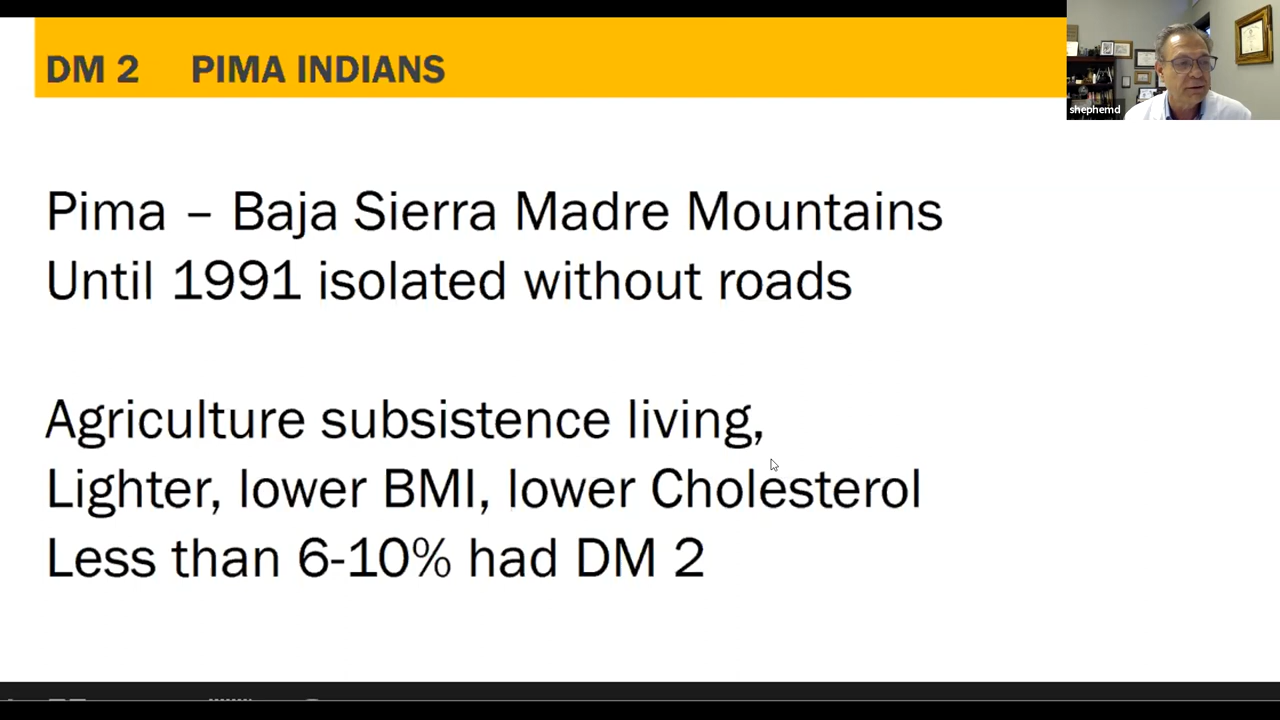 DM 2 PIMA INDIANS
shephemd
Pima – Baja Sierra Madre Mountains
Until 1991 isolated without roads
Agriculture subsistence living,
Lighter, lower BMI, lower Cholesterol
Less than 6-10% had DM 2